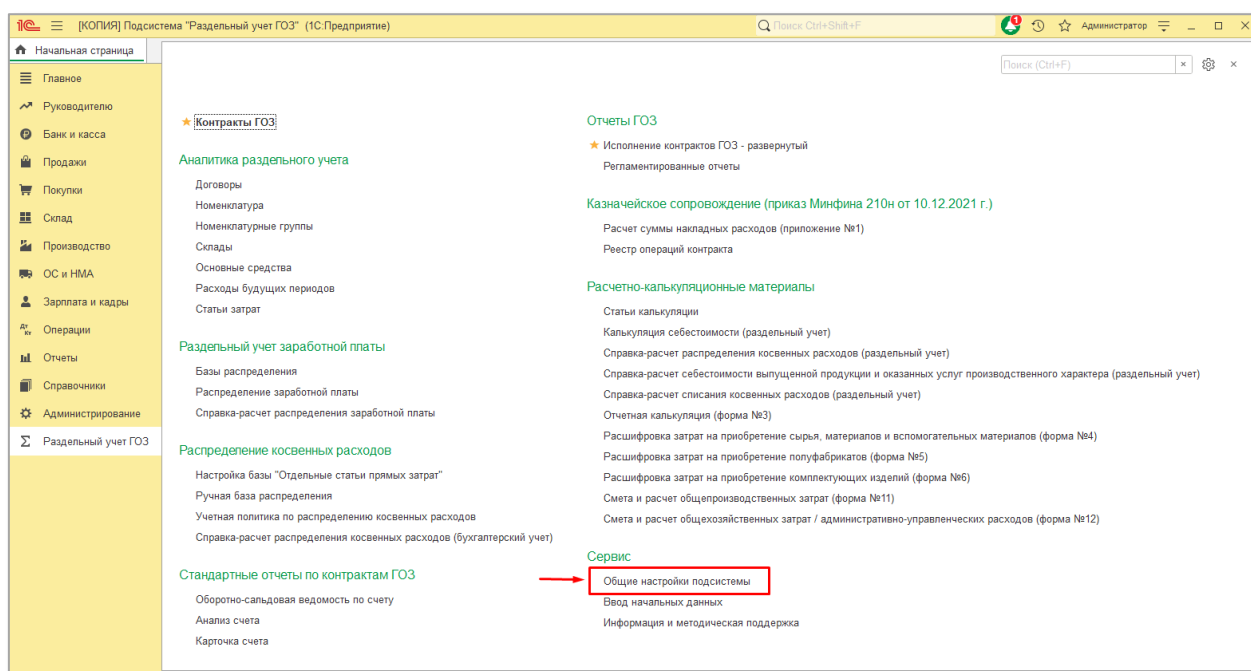 1С [КОПИЯ] Подсистема "Раздельный учет ГОЗ" (1С:Предприятие) Поиск Ctrl+Shift+F 1 Администратор
Начальная страница
Поиск (Ctrl+F)
Главное
Руководителю
Банк и касса
Продажи
Покупки
Склад
Производство
ОС и НМА
Зарплата и кадры
Дт Кт Операции
Отчеты
Справочники
Администрирование
Раздельный учет ГОЗ
Контракты ГОЗ
Аналитика раздельного учета
Договоры
Номенклатура
Номенклатурные группы
Склады
Основные средства
Расходы будущих периодов
Статьи затрат
Раздельный учет заработной платы
Базы распределения
Распределение заработной платы
Справка-расчет распределения заработной платы
Распределение косвенных расходов
Настройка базы "Отдельные статьи прямых затрат"
Ручная база распределения
Учетная политика по распределению косвенных расходов
Справка-расчет распределения косвенных расходов (бухгалтерский учет)
Стандартные отчеты по контрактам ГОЗ
Оборотно-сальдовая ведомость по счету
Анализ счета
Карточка счета
Отчеты ГОЗ
Исполнение контрактов ГОЗ - развернутый
Регламентированные отчеты
Казначейское сопровождение (приказ Минфина 210н от 10.12.2021 г.)
Расчет суммы накладных расходов (приложение №1)
Реестр операций контракта
Расчетно-калькуляционные материалы
Статьи калькуляции
Калькуляция себестоимости (раздельный учет)
Справка-расчет распределения косвенных расходов (раздельный учет)
Справка-расчет себестоимости выпущенной продукции и оказанных услуг производственного характера (раздельный учет)
Справка-расчет списания косвенных расходов (раздельный учет)
Отчетная калькуляция (форма №3)
Расшифровка затрат на приобретение сырья, материалов и вспомогательных материалов (форма №4)
Расшифровка затрат на приобретение полуфабрикатов (форма №5)
Расшифровка затрат на приобретение комплектующих изделий (форма №6)
Смета и расчет общепроизводственных затрат (форма №11)
Смета и расчет общехозяйственных затрат / административно-управленческих расходов (форма №12)
Сервис
Общие настройки подсистемы
Ввод начальных данных
Информация и методическая поддержка